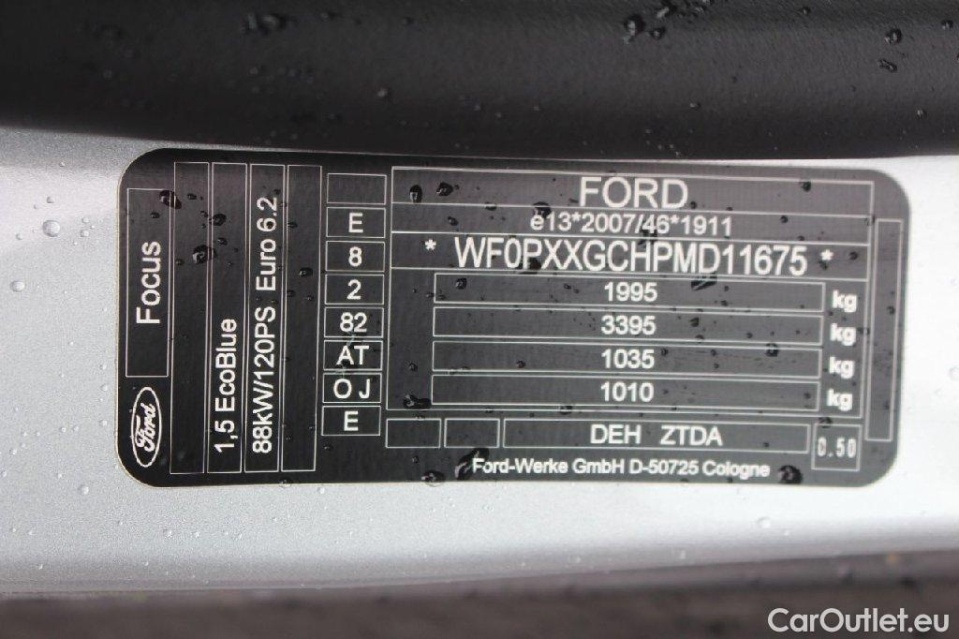 FORD
e13*2007/46*1911
* WF0PXXGCHPMD11675 *
1995 kg
3395 kg
1035 kg
1010 kg
DEH ZTDA
0.50
Ford-Werke GmbH D-50725 Cologne
E
8
2
82
AT
O J
E
Focus
Ford
1,5 EcoBlue
88kW/120PS Euro 6.2
CarOutlet.eu